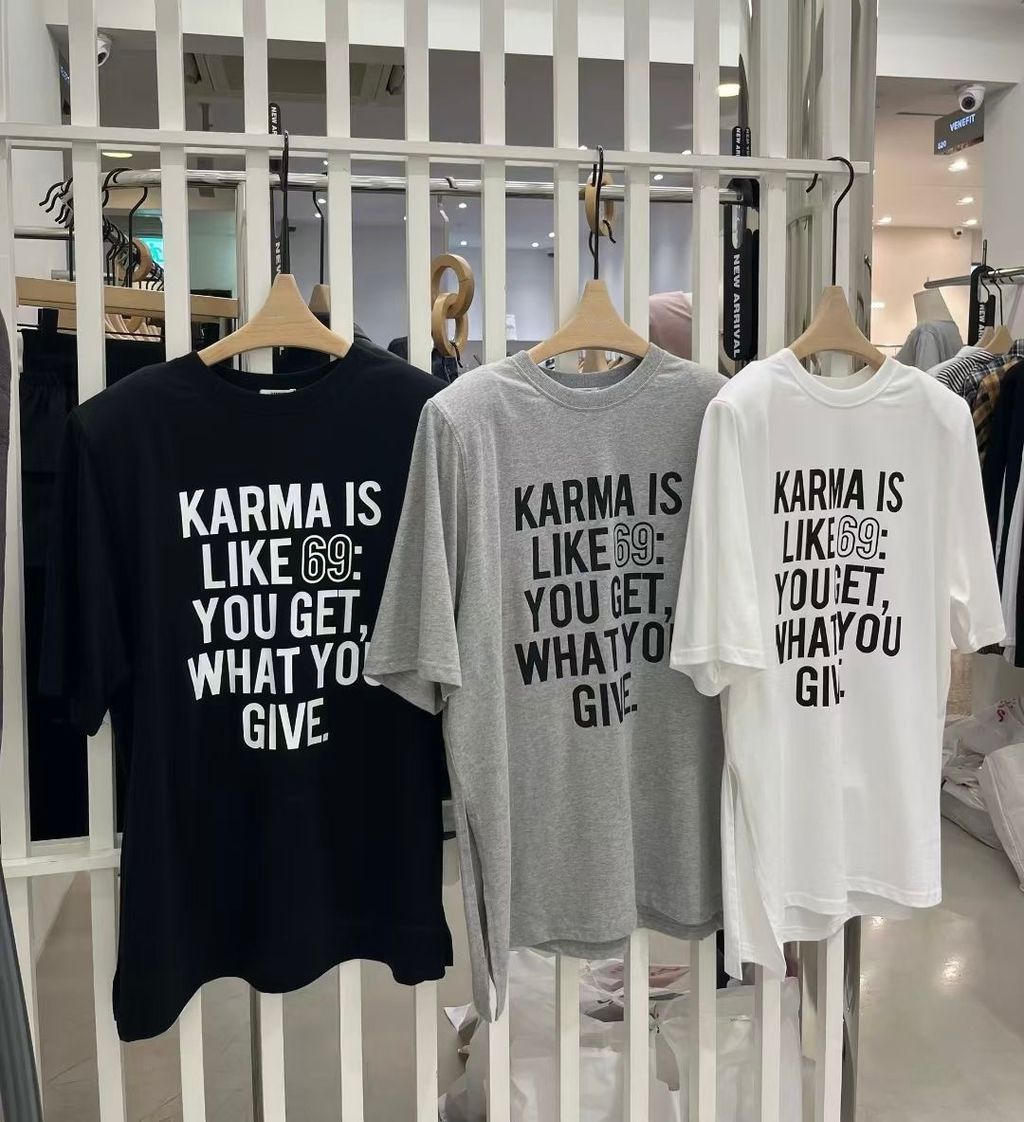 NEW ARRIVAL
NEW ARRIVAL
VENEFIT
KARMA IS
LIKE 69:
YOU GET,
WHAT YOU
GIVE.
KARMA IS
LIKE 69:
YOU GET,
WHAT YOU
GIVE.
KARMA IS
LIKE 69:
YOU GET,
WHAT YOU
GIVE.